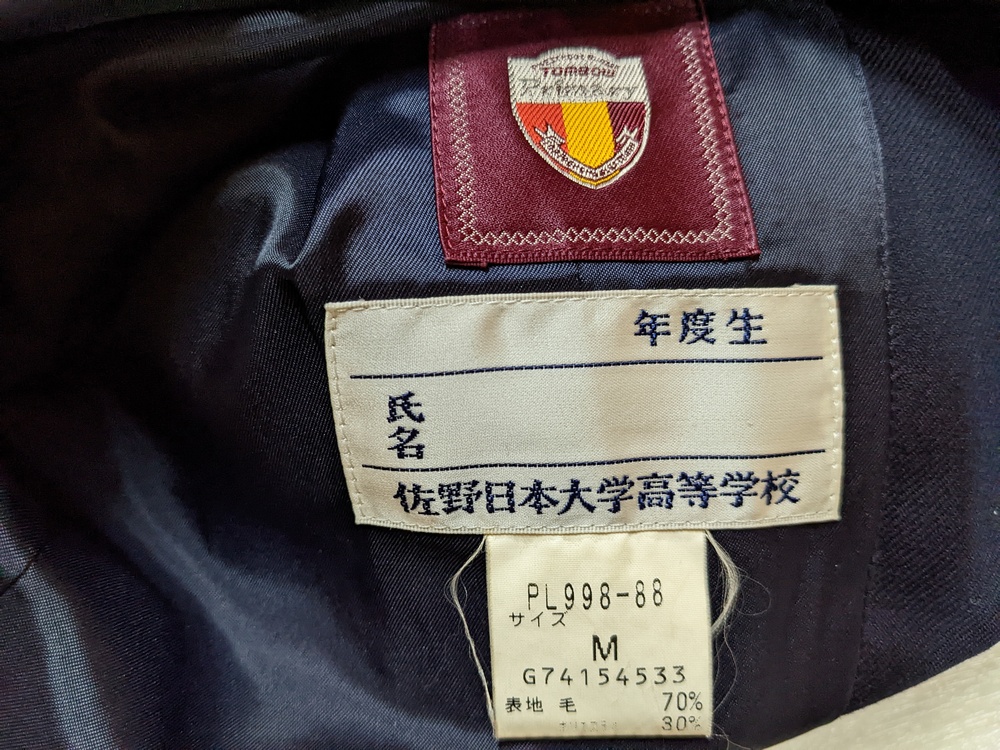 TOMBOW
年度生
氏名
佐野日本大学高等学校
PL998-88
サイズ
M
G74154533
表地 毛 70%
30%